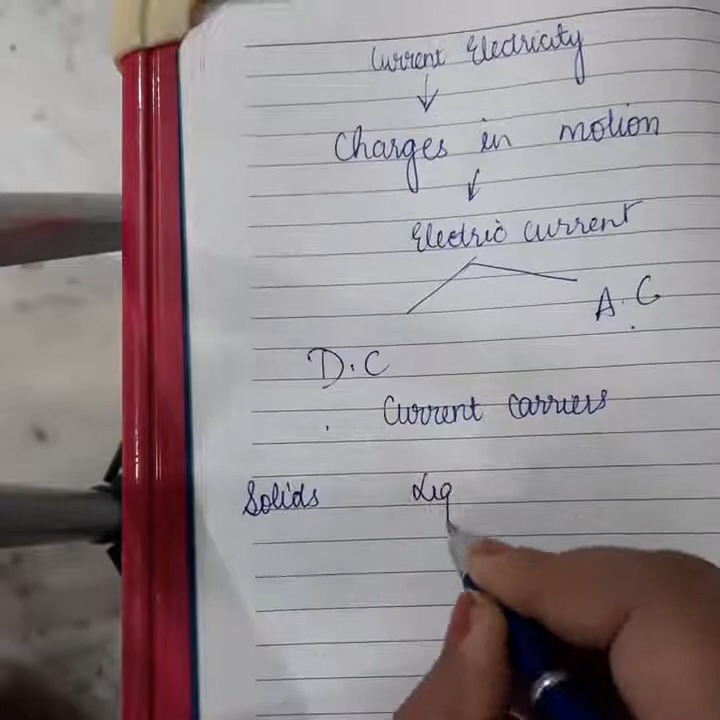 Current Electricity
Charges in motion
Electric current
A.C
D.C
Current carriers
Solids Liq